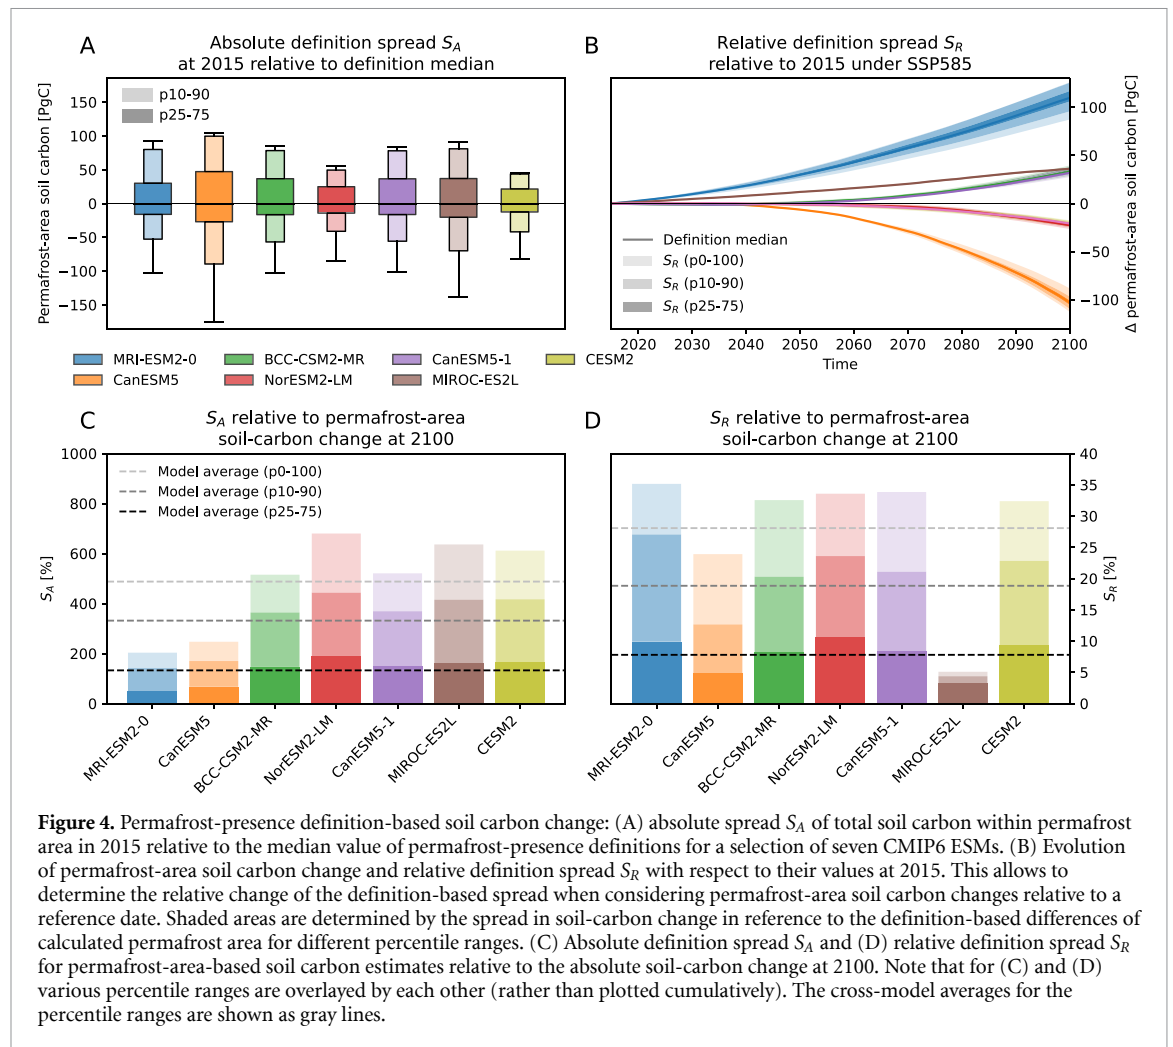 A
Absolute definition spread S_A
at 2015 relative to definition median
Permafrost-area soil carbon [PgC]
150
100
50
0
−50
−100
−150
p10-90
p25-75
B
Relative definition spread S_R
relative to 2015 under SSP585
Definition median
S_R (p0-100)
S_R (p10-90)
S_R (p25-75)
100
50
0
−50
−100
Δ permafrost-area soil carbon [PgC]
2020 2030 2040 2050 2060 2070 2080 2090 2100
Time
MRI-ESM2-0 BCC-CSM2-MR CanESM5-1 CESM2
CanESM5 NorESM2-LM MIROC-ES2L
C
S_A relative to permafrost-area
soil-carbon change at 2100
S_A [%]
1000
800
600
400
200
0
Model average (p0-100)
Model average (p10-90)
Model average (p25-75)
MRI-ESM2-0 CanESM5 BCC-CSM2-MR NorESM2-LM CanESM5-1 MIROC-ES2L CESM2
D
S_R relative to permafrost-area
soil-carbon change at 2100
40
35
30
25
20
15
10
5
0
S_R [%]
MRI-ESM2-0 CanESM5 BCC-CSM2-MR NorESM2-LM CanESM5-1 MIROC-ES2L CESM2
Figure 4. Permafrost-presence definition-based soil carbon change: (A) absolute spread S_A of total soil carbon within permafrost
area in 2015 relative to the median value of permafrost-presence definitions for a selection of seven CMIP6 ESMs. (B) Evolution
of permafrost-area soil carbon change and relative definition spread S_R with respect to their values at 2015. This allows to
determine the relative change of the definition-based spread when considering permafrost-area soil carbon changes relative to a
reference date. Shaded areas are determined by the spread in soil-carbon change in reference to the definition-based differences of
calculated permafrost area for different percentile ranges. (C) Absolute definition spread S_A and (D) relative definition spread S_R
for permafrost-area-based soil carbon estimates relative to the absolute soil-carbon change at 2100. Note that for (C) and (D)
various percentile ranges are overlayed by each other (rather than plotted cumulatively). The cross-model averages for the
percentile ranges are shown as gray lines.